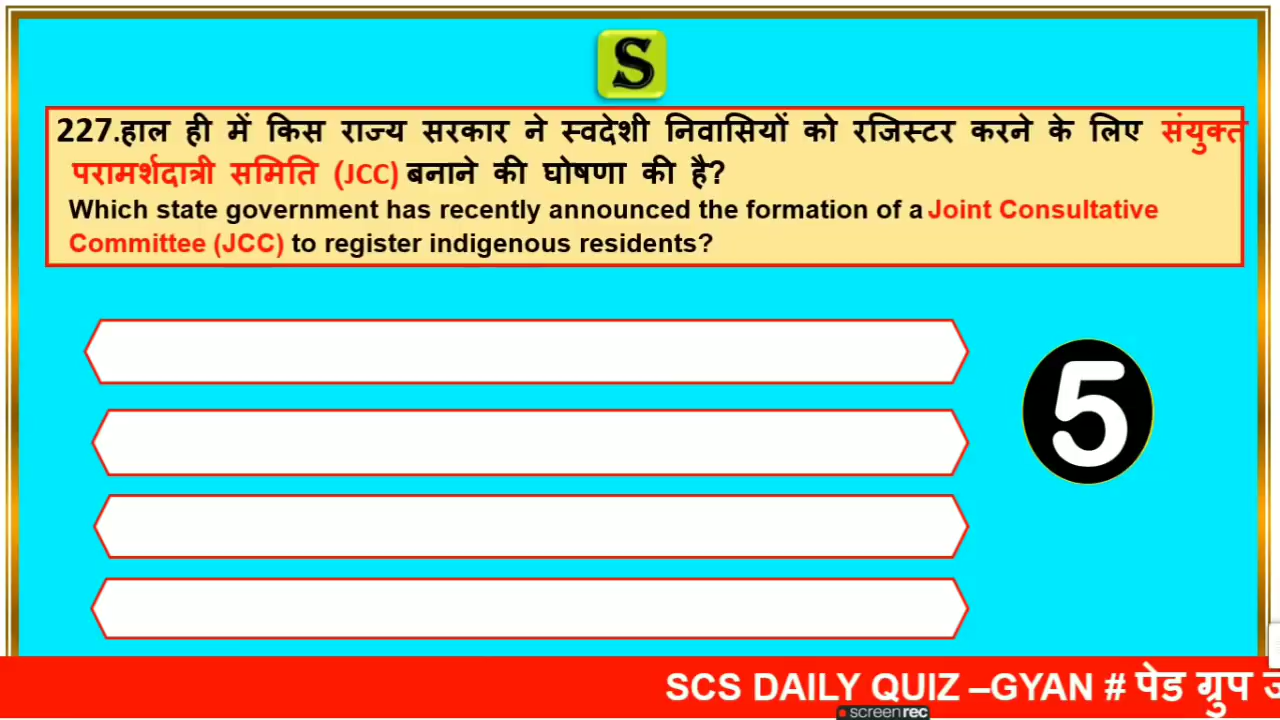 S
227.हाल ही में किस राज्य सरकार ने स्वदेशी निवासियों को रजिस्टर करने के लिए संयुक्त
परामर्शदात्री समिति (JCC) बनाने की घोषणा की है?
Which state government has recently announced the formation of a Joint Consultative
Committee (JCC) to register indigenous residents?
5
SCS DAILY QUIZ –GYAN # पेड ग्रुप
screenrec